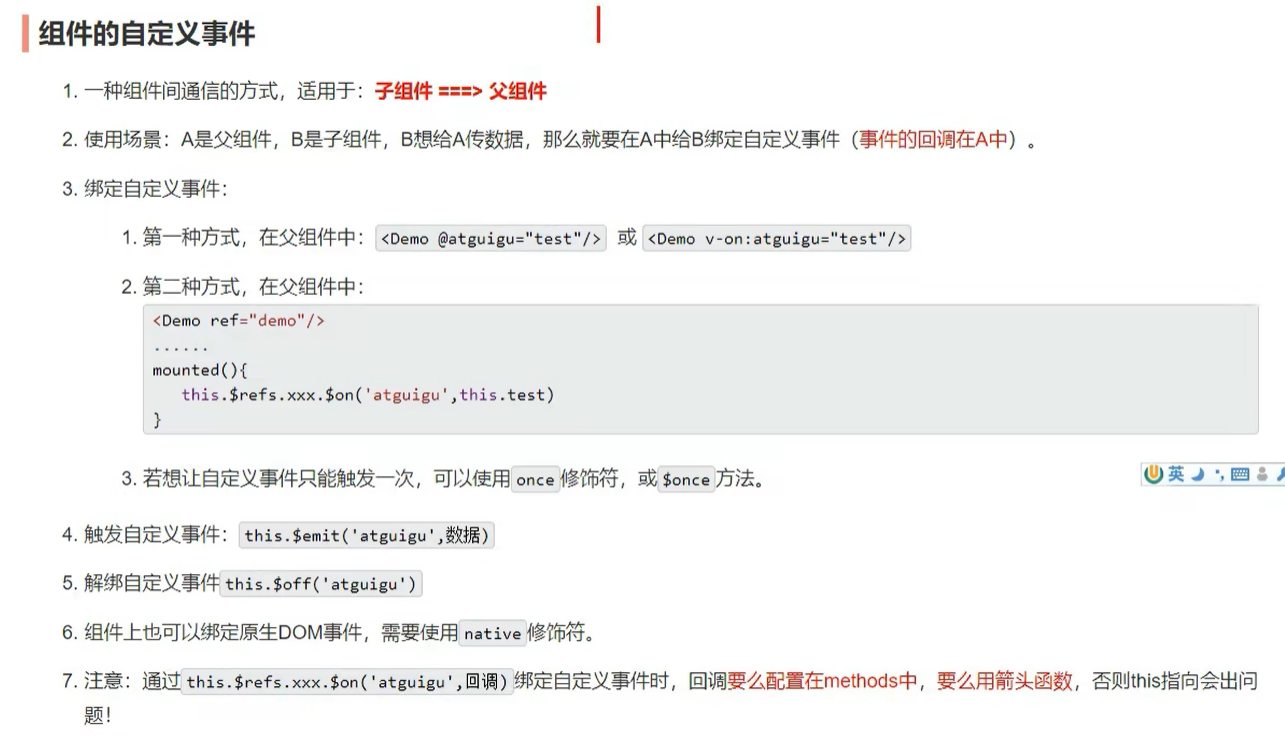 组件的自定义事件
1. 一种组件间通信的方式，适用于：子组件 ===> 父组件
2. 使用场景：A是父组件，B是子组件，B想给A传数据，那么就要在A中给B绑定自定义事件（事件的回调在A中）。
3. 绑定自定义事件：
1. 第一种方式，在父组件中：<Demo @atguigu="test"/> 或 <Demo v-on:atguigu="test"/>
2. 第二种方式，在父组件中：
<Demo ref="demo"/>
......
mounted(){
this.$refs.xxx.$on('atguigu',this.test)
}
3. 若想让自定义事件只能触发一次，可以使用once修饰符，或$once方法。
英
4. 触发自定义事件：this.$emit('atguigu',数据)
5. 解绑自定义事件this.$off('atguigu')
6. 组件上也可以绑定原生DOM事件，需要使用native修饰符。
7. 注意：通过this.$refs.xxx.$on('atguigu',回调)绑定自定义事件时，回调要么配置在methods中，要么用箭头函数，否则this指向会出问
题！